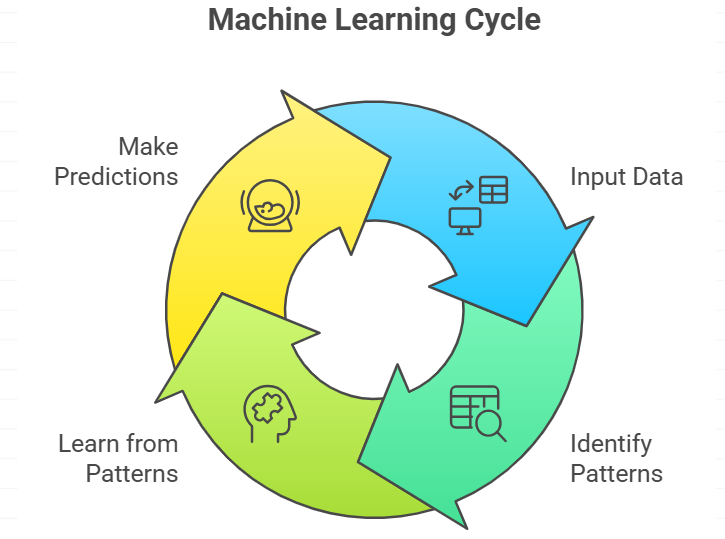 Machine Learning Cycle
Make
Predictions
Input Data
Learn from
Patterns
Identify
Patterns